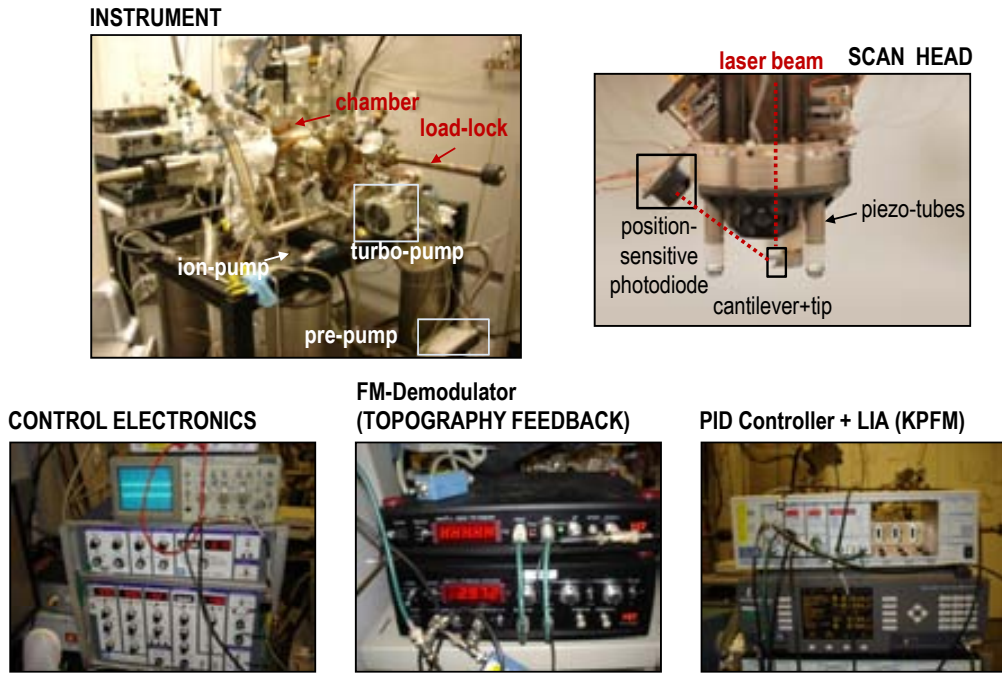 INSTRUMENT
chamber
load-lock
turbo-pump
ion-pump
pre-pump
laser beam
SCAN HEAD
position-
sensitive
photodiode
piezo-tubes
cantilever+tip
CONTROL ELECTRONICS
FM-Demodulator
(TOPOGRAPHY FEEDBACK)
PID Controller + LIA (KPFM)